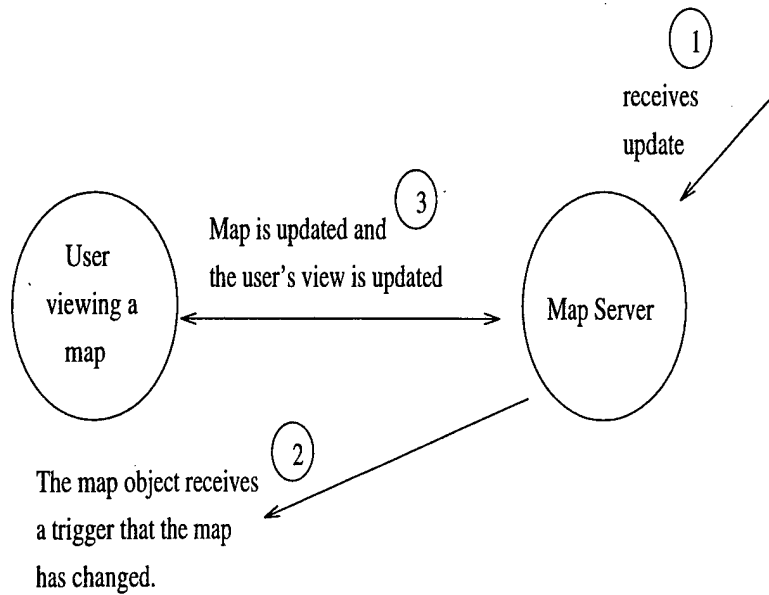 1
receives
update
3
Map is updated and
the user's view is updated
User
viewing a
map
Map Server
2
The map object receives
a trigger that the map
has changed.